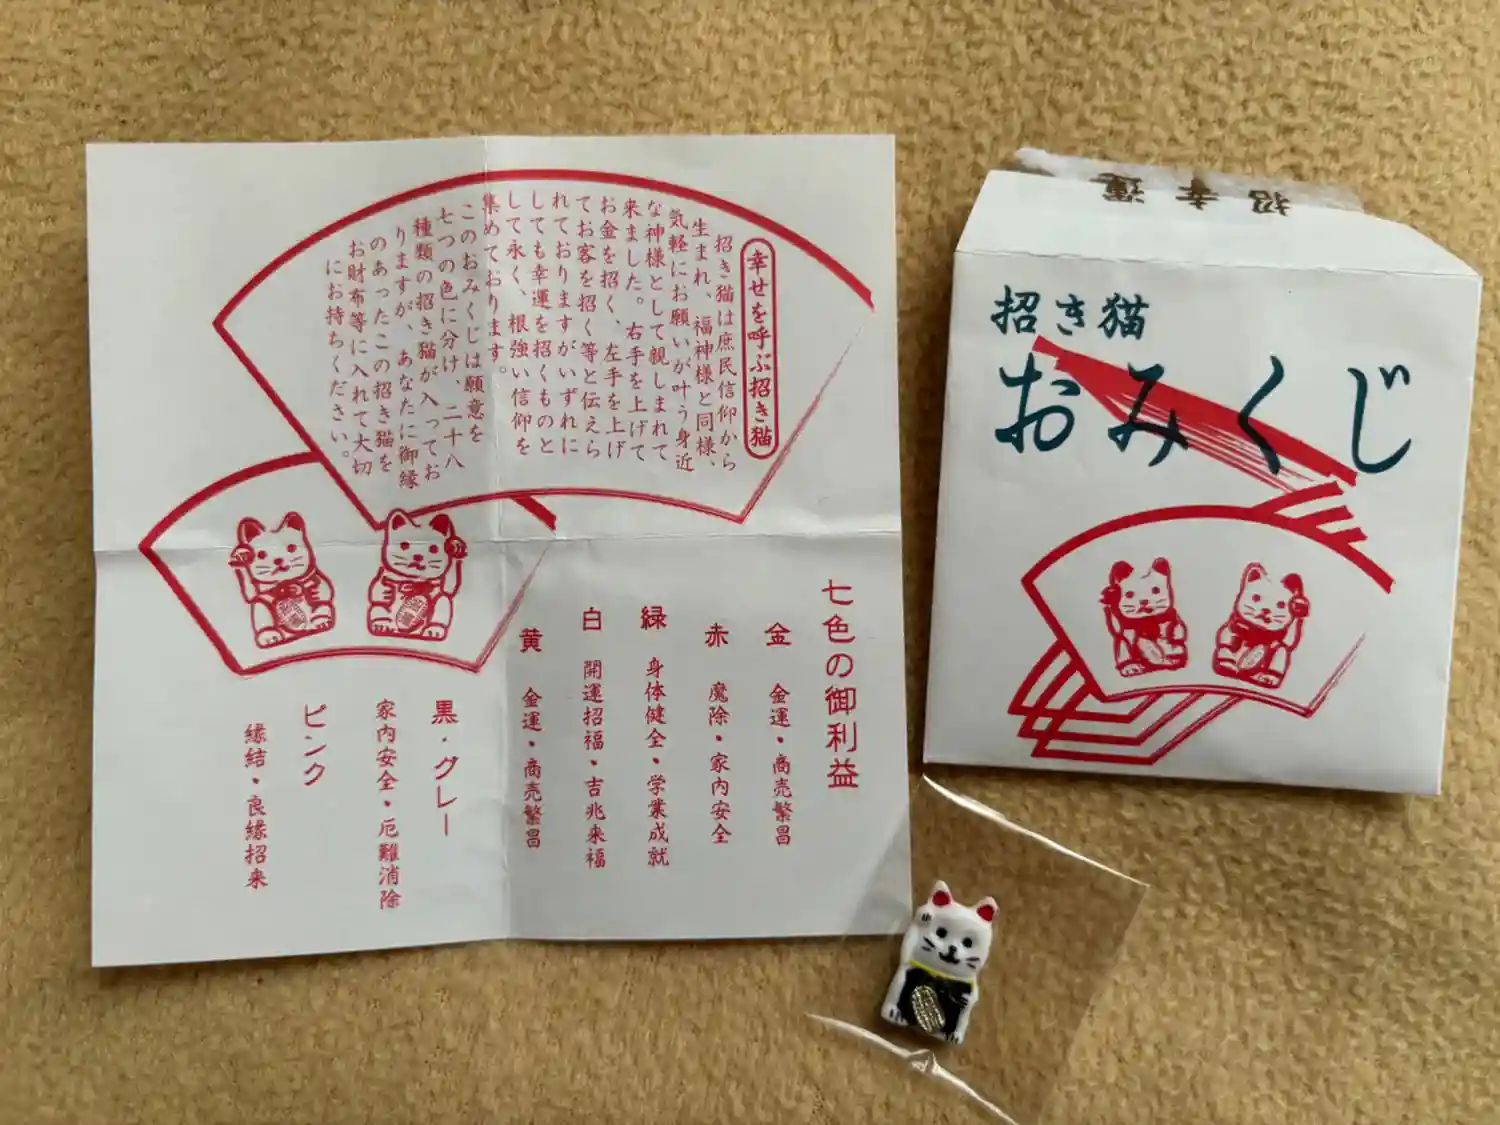 幸せを呼ぶ招き猫
招き猫は庶民信仰から
生まれ、福神様と同様、
気軽にお願いが叶う身近
な神様として親しまれて
来ました。右手を上げて
お金を招く、左手を上げ
てお客を招く等と伝えら
れておりますがいずれに
しても幸運を招くものと
して永く、根強い信仰を
集めております。
このおみくじは願意を
七つの色に分け、二十八
種類の招き猫が入ってお
りますが、あなたに御縁
のあったこの招き猫を
お財布等に入れて大切
にお持ちください。
七色の御利益
金 金運・商売繁昌
赤 魔除・家内安全
緑 身体健全・学業成就
白 開運招福・吉兆来福
黄 金運・商売繁昌
黒・グレー
家内安全・厄難消除
ピンク
縁結・良縁招来
招幸運
招き猫
おみくじ